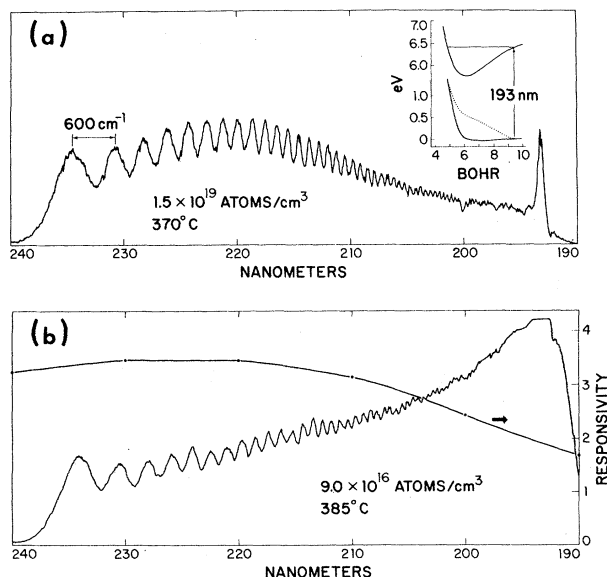 (a)
7.0
6.5
6.0
eV
1.0
0.5
0
193 nm
4 6 8 10
BOHR
600 cm⁻¹
1.5 × 10¹⁹ ATOMS/cm³
370°C
240 230 220 210 200 190
NANOMETERS
(b)
4
3
2
1
0
RESPONSIVITY
9.0 × 10¹⁶ ATOMS/cm³
385°C
240 230 220 210 200 190
NANOMETERS